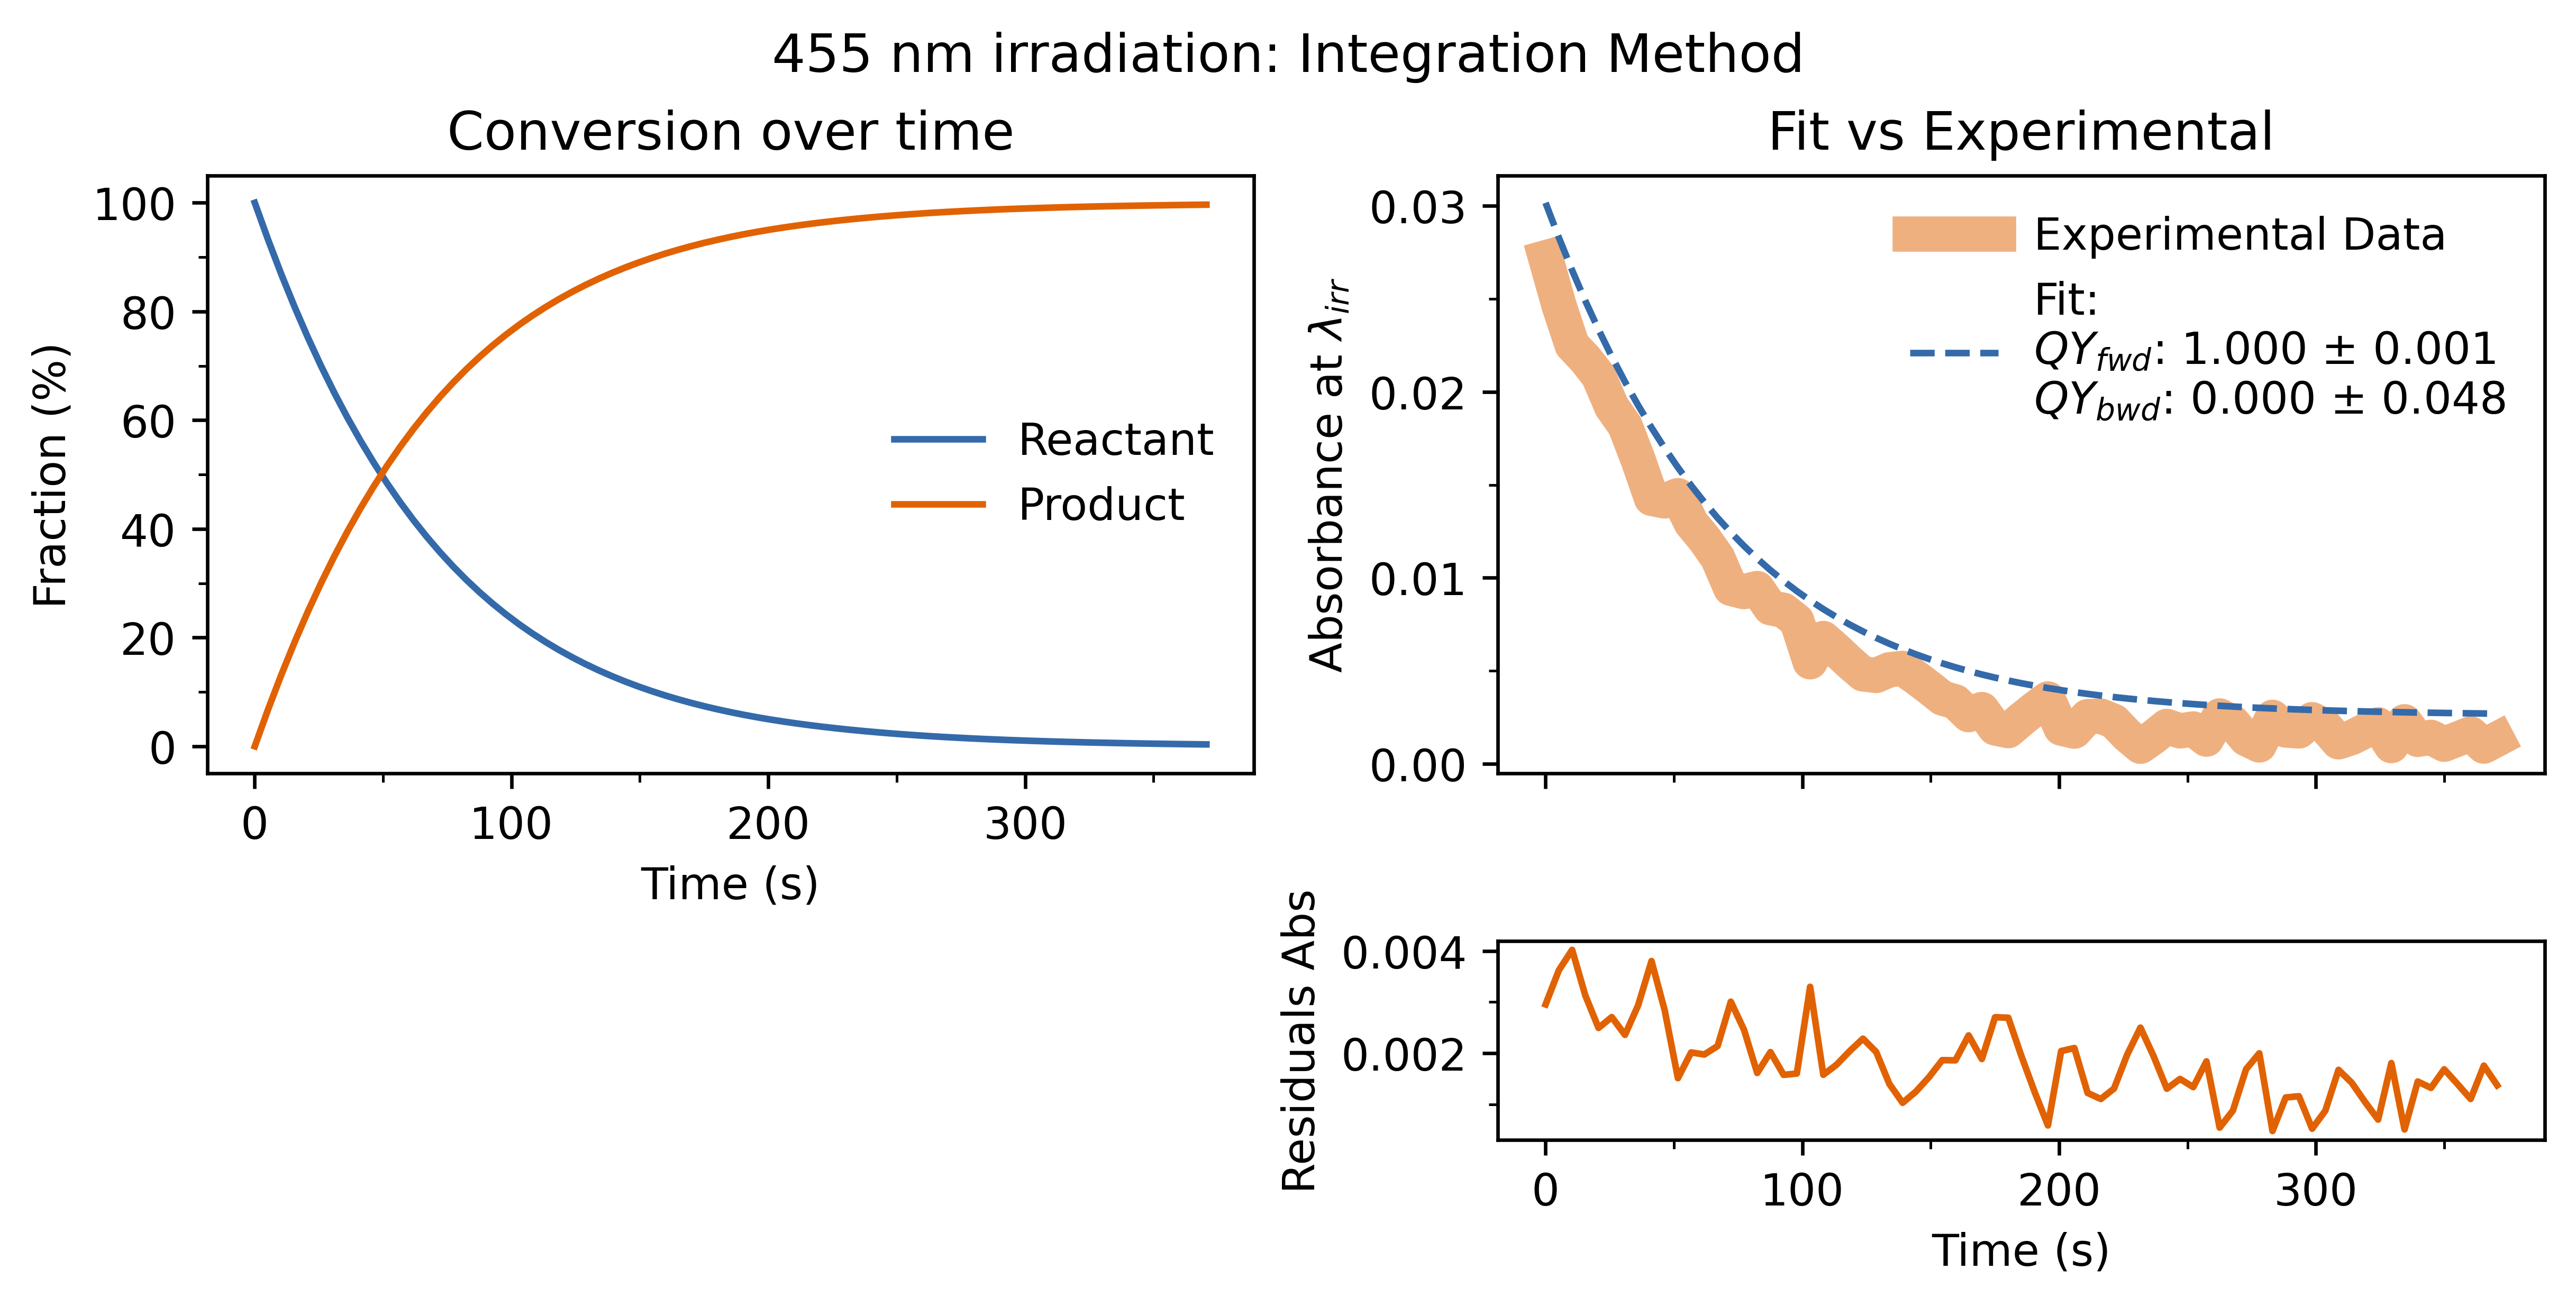 455 nm irradiation: Integration Method
Conversion over time
Fraction (%)
100
80
60
40
20
0
Reactant
Product
0 100 200 300
Time (s)
Fit vs Experimental
Absorbance at λirr
0.03
0.02
0.01
0.00
Experimental Data
Fit:
QYfwd: 1.000 ± 0.001
QYbwd: 0.000 ± 0.048
Residuals Abs
0.004
0.002
0 100 200 300
Time (s)